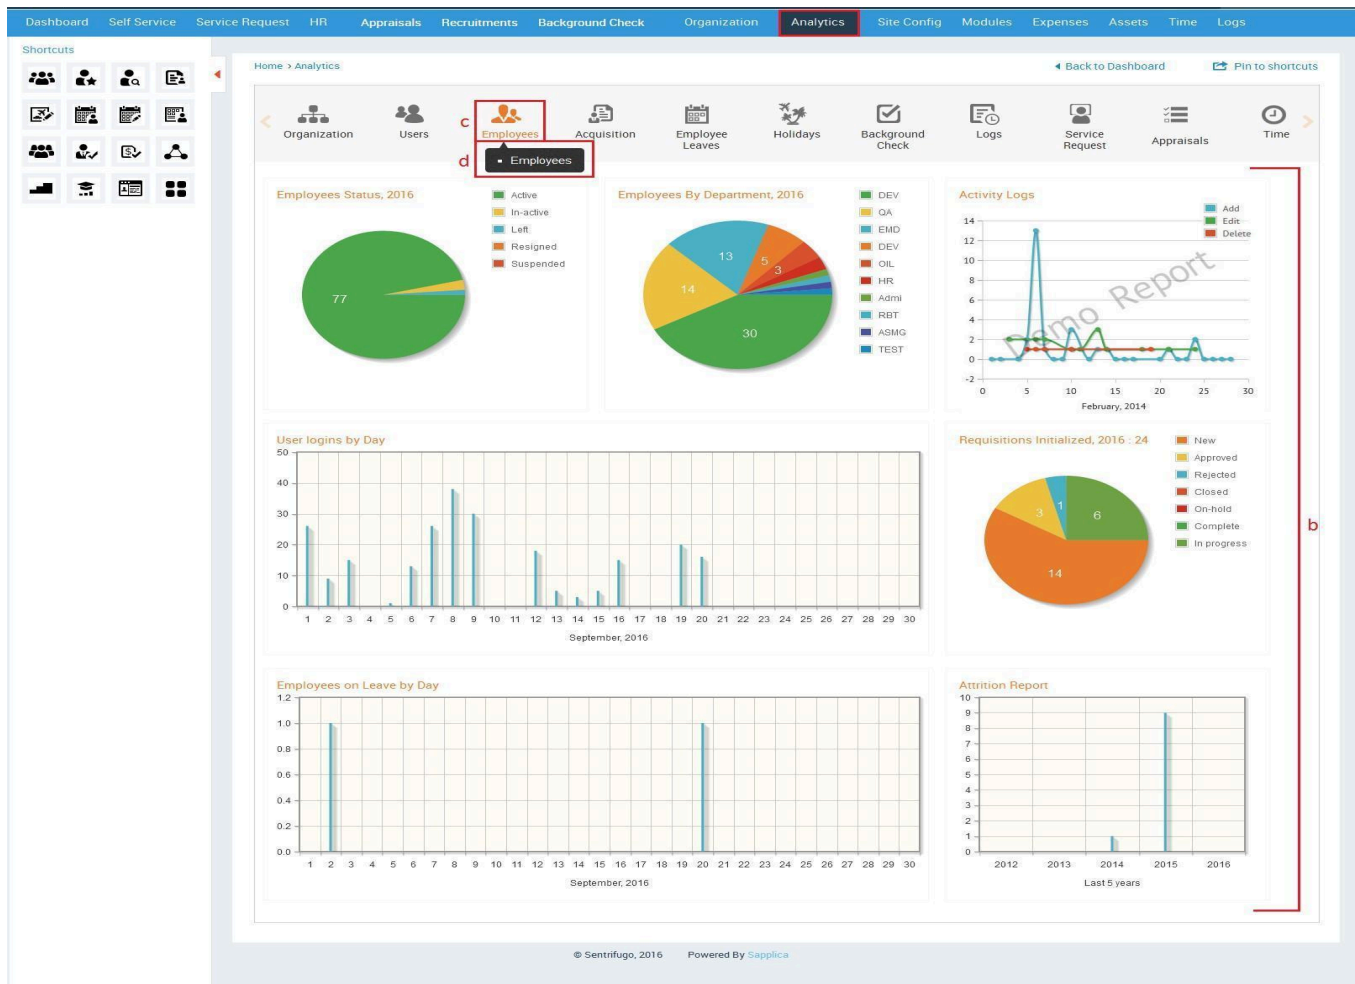 Dashboard Self Service Service Request HR Appraisals Recruitments Background Check Organization Analytics Site Config Modules Expenses Assets Time Logs
Shortcuts
Home > Analytics
Back to Dashboard
Pin to shortcuts
Organization
Users
c
Employees
Acquisition
Employee
Leaves
Holidays
Background
Check
Logs
Service
Request
Appraisals
Time
d
Employees
Employees Status, 2016
Active
In-active
Left
Resigned
Suspended
77
Employees By Department, 2016
DEV
QA
EMD
DEV
OIL
HR
Admi
RBT
ASMG
TEST
13
5
3
14
30
Activity Logs
Add
Edit
Delete
14
12
10
8
6
4
2
0
-2
0 5 10 15 20 25 30
February, 2014
Demo Report
User logins by Day
50
40
30
20
10
0
1 2 3 4 5 6 7 8 9 10 11 12 13 14 15 16 17 18 19 20 21 22 23 24 25 26 27 28 29 30
September, 2016
Requisitions Initialized, 2016 : 24
New
Approved
Rejected
Closed
On-hold
Complete
In progress
3
1
6
14
b
Employees on Leave by Day
1.2
1.0
0.8
0.6
0.4
0.2
0.0
1 2 3 4 5 6 7 8 9 10 11 12 13 14 15 16 17 18 19 20 21 22 23 24 25 26 27 28 29 30
September, 2016
Attrition Report
10
9
8
7
6
5
4
3
2
1
0
2012 2013 2014 2015 2016
Last 5 years
© Sentrifugo, 2016 Powered By Sapplica